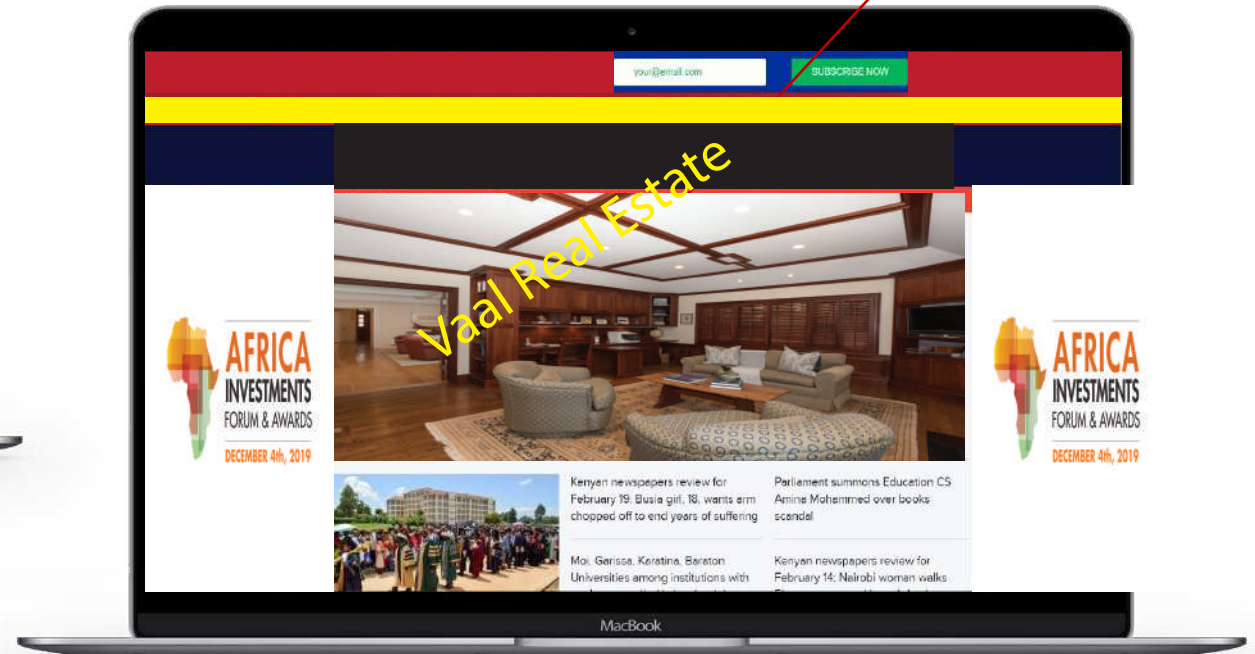 your@email.com
SUBSCRIBE NOW
Vaal Real Estate
AFRICA
INVESTMENTS
FORUM & AWARDS
DECEMBER 4th, 2019
AFRICA
INVESTMENTS
FORUM & AWARDS
DECEMBER 4th, 2019
Kenyan newspapers review for
February 19: Busia girl, 18, wants arm
chopped off to end years of suffering
Parliament summons Education CS
Amina Mohammed over books
scandal
Moi, Garissa, Karatina, Baraton
Universities among institutions with
Kenyan newspapers review for
February 14: Nairobi woman walks
MacBook